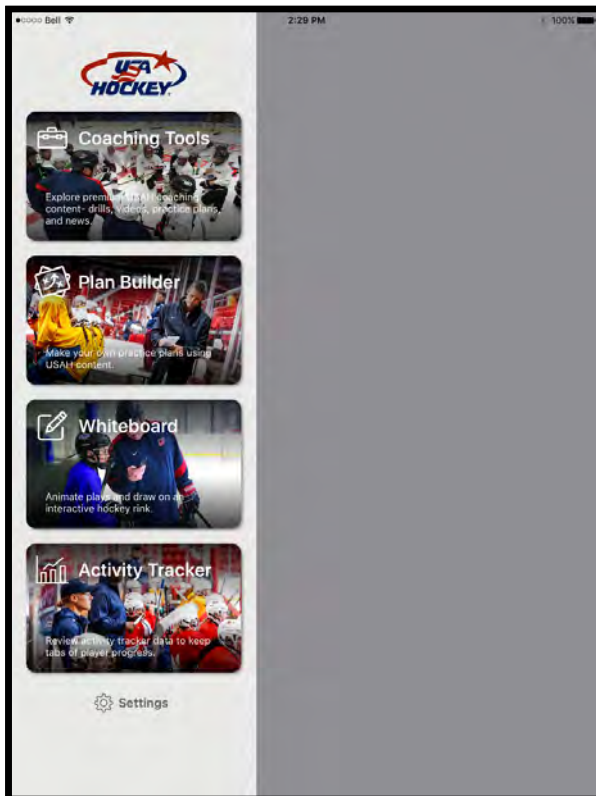 Bell
2:29 PM
100%
USA
HOCKEY
Coaching Tools
Explore premium USAH coaching
content- drills, videos, practice plans,
and news.
Plan Builder
Make your own practice plans using
USAH content.
Whiteboard
Animate plays and draw on an
interactive hockey rink.
Activity Tracker
Review activity tracker data to keep
tabs of player progress.
Settings